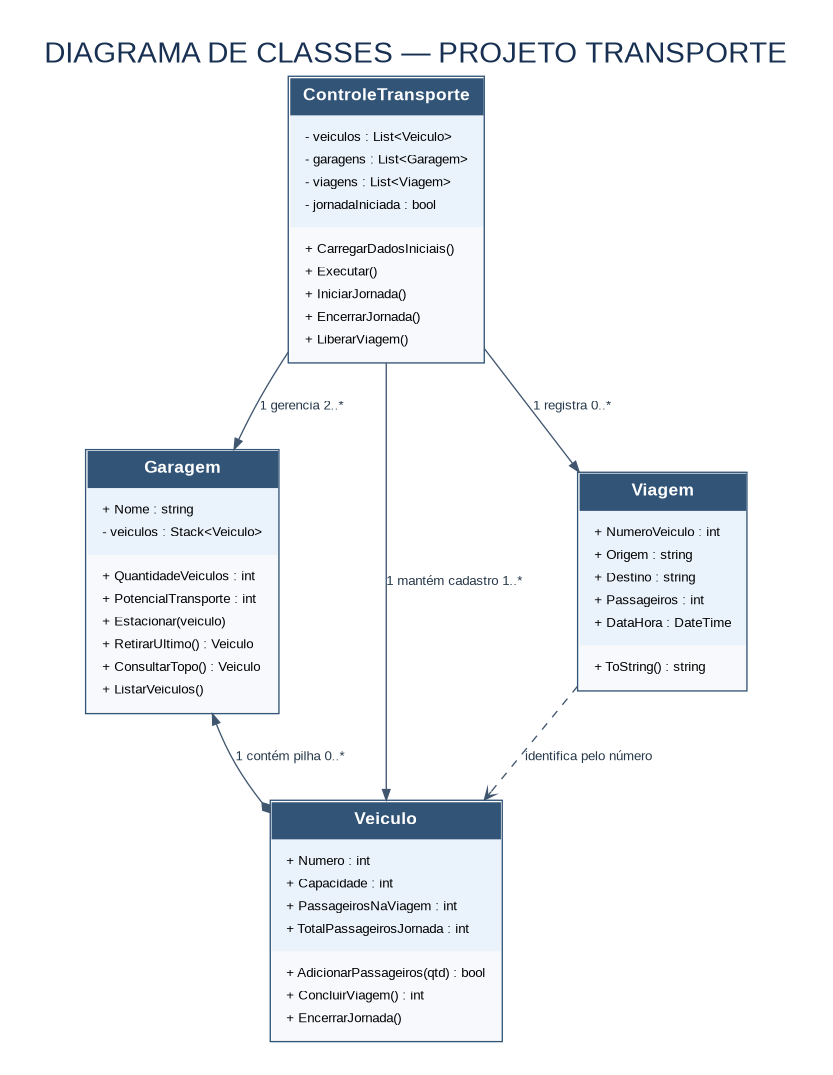 DIAGRAMA DE CLASSES — PROJETO TRANSPORTE
ControleTransporte
- veiculos : List<Veiculo>
- garagens : List<Garagem>
- viagens : List<Viagem>
- jornadaIniciada : bool
+ CarregarDadosIniciais()
+ Executar()
+ IniciarJornada()
+ EncerrarJornada()
+ LiberarViagem()
1 gerencia 2..*
1 registra 0..*
Garagem
+ Nome : string
- veiculos : Stack<Veiculo>
+ QuantidadeVeiculos : int
+ PotencialTransporte : int
+ Estacionar(veiculo)
+ RetirarUltimo() : Veiculo
+ ConsultarTopo() : Veiculo
+ ListarVeiculos()
1 mantém cadastro 1..*
Viagem
+ NumeroVeiculo : int
+ Origem : string
+ Destino : string
+ Passageiros : int
+ DataHora : DateTime
+ ToString() : string
1 contém pilha 0..*
identifica pelo número
Veiculo
+ Numero : int
+ Capacidade : int
+ PassageirosNaViagem : int
+ TotalPassageirosJornada : int
+ AdicionarPassageiros(qtd) : bool
+ ConcluirViagem() : int
+ EncerrarJornada()